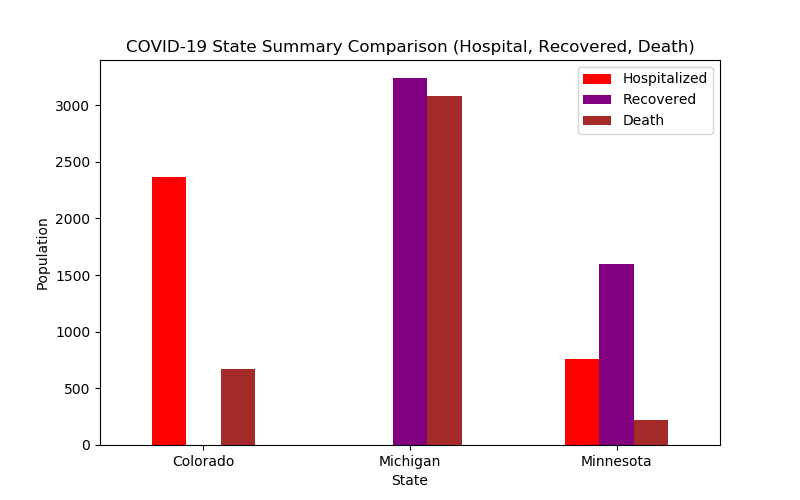 COVID-19 State Summary Comparison (Hospital, Recovered, Death)
Hospitalized
Recovered
Death
Population
3000
2500
2000
1500
1000
500
0
Colorado
Michigan
Minnesota
State